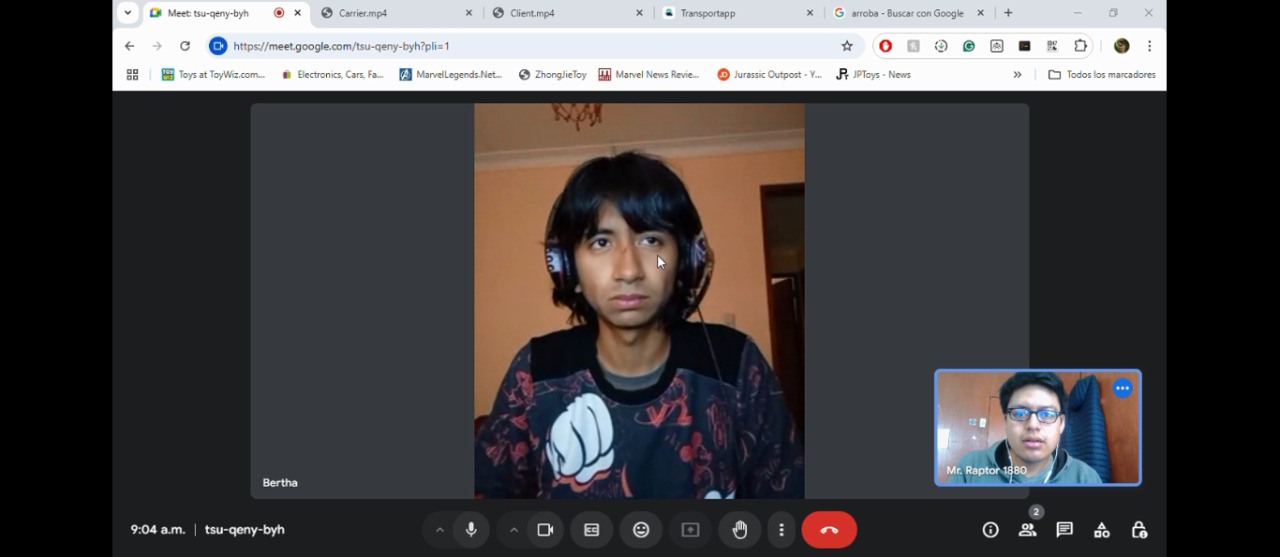 Meet: tsu-qeny-byh
Carrier.mp4
Client.mp4
Transportapp
arroba - Buscar con Google
https://meet.google.com/tsu-qeny-byh?pli=1
Toys at ToyWiz.com...
Electronics, Cars, Fa...
MarvelLegends.Net...
ZhongJieToy
Marvel News Revie...
Jurassic Outpost - Y...
JPToys - News
Todos los marcadores
Bertha
Mr. Raptor 1880
9:04 a.m. | tsu-qeny-byh
2